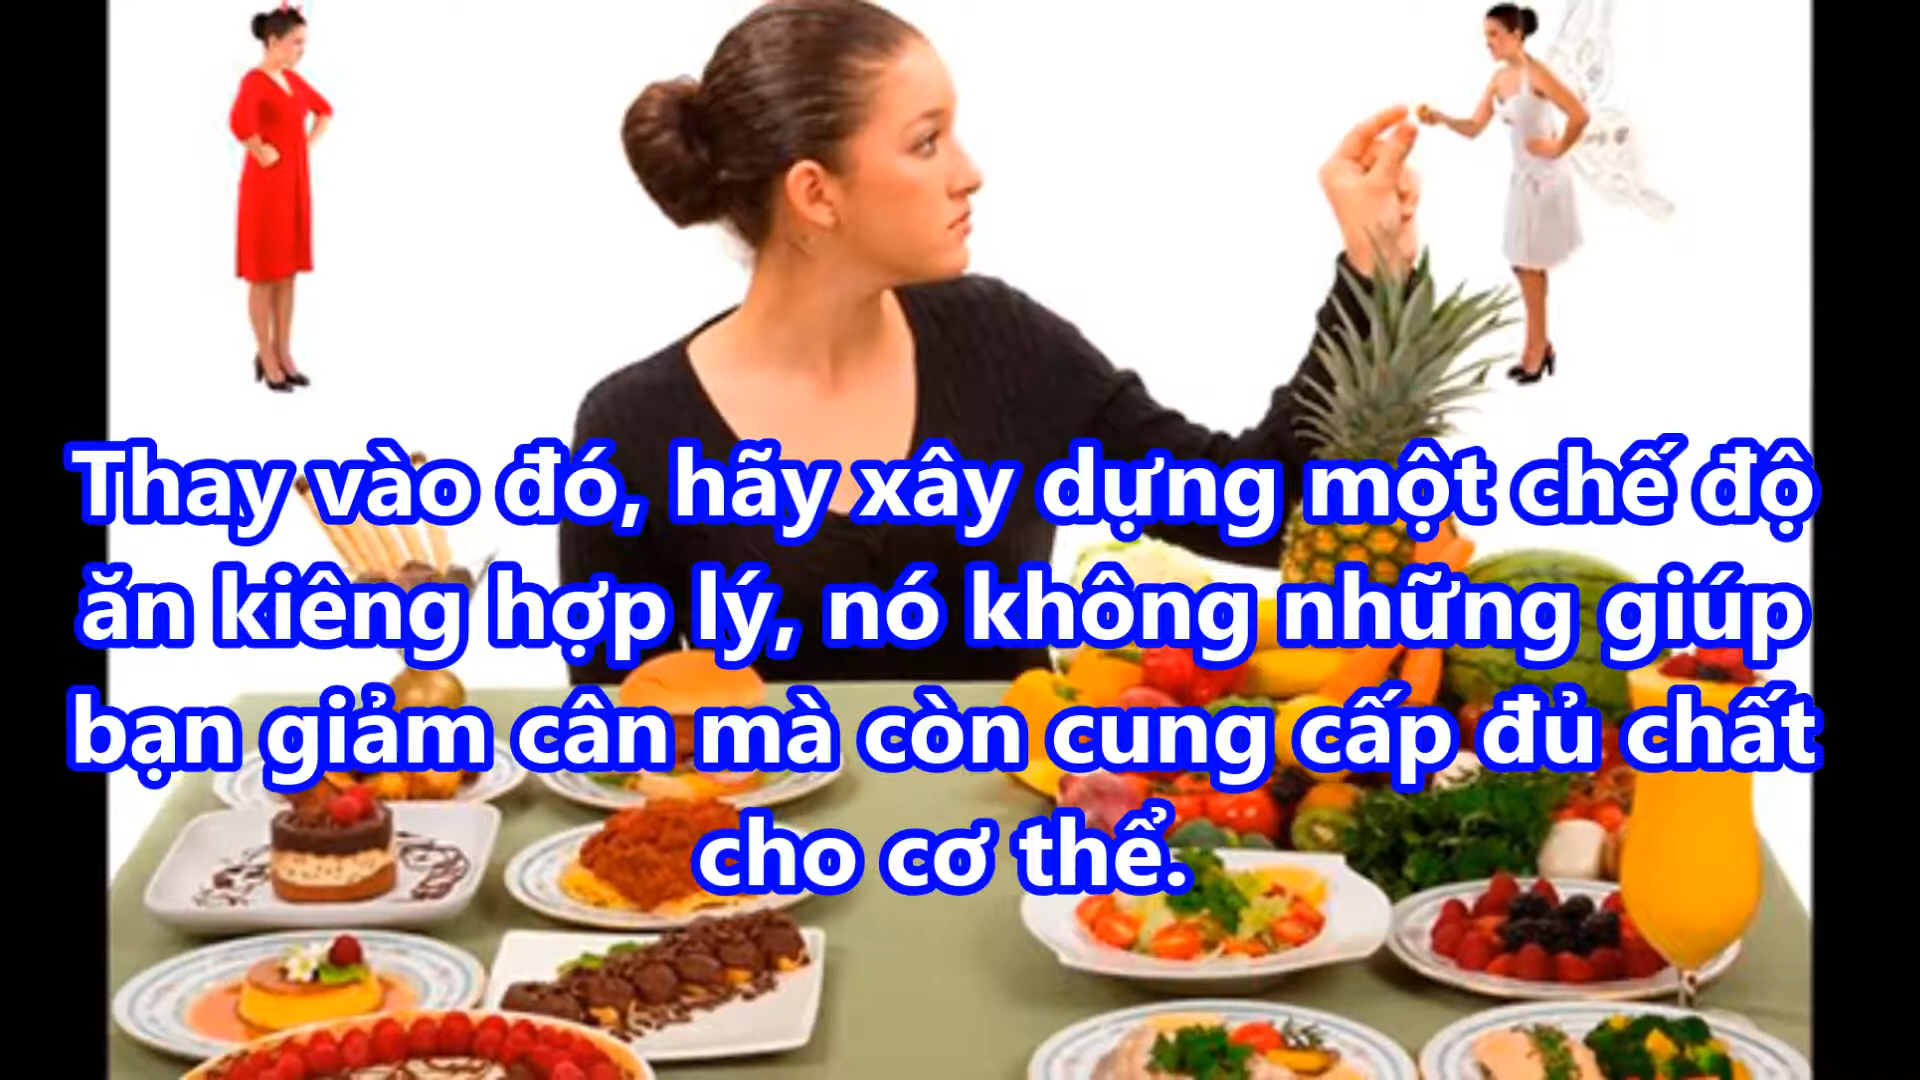 Thay vào đó, hãy xây dựng một chế độ
ăn kiêng hợp lý, nó không những giúp
bạn giảm cân mà còn cung cấp đủ chất
cho cơ thể.